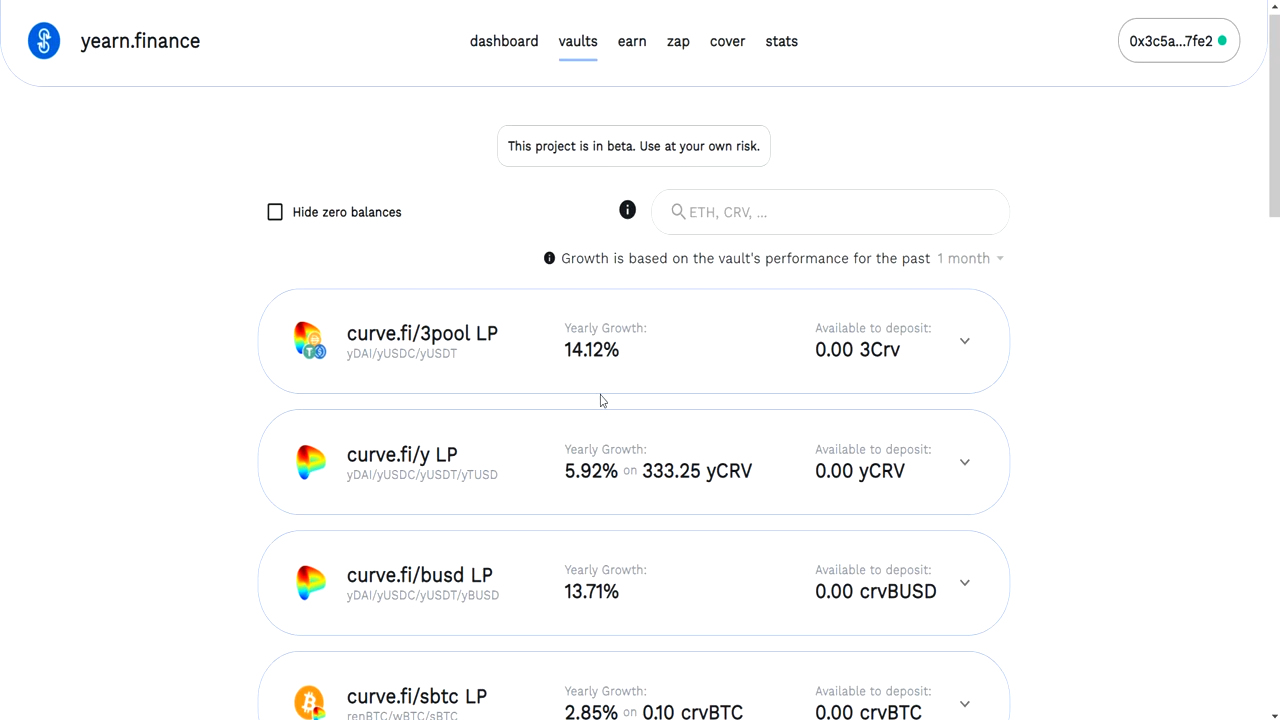 yearn.finance
dashboard vaults earn zap cover stats
0x3c5a...7fe2
This project is in beta. Use at your own risk.
Hide zero balances
ETH, CRV, ...
Growth is based on the vault's performance for the past 1 month
curve.fi/3pool LP
yDAI/yUSDC/yUSDT
Yearly Growth:
14.12%
Available to deposit:
0.00 3Crv
curve.fi/y LP
yDAI/yUSDC/yUSDT/yTUSD
Yearly Growth:
5.92% on 333.25 yCRV
Available to deposit:
0.00 yCRV
curve.fi/busd LP
yDAI/yUSDC/yUSDT/yBUSD
Yearly Growth:
13.71%
Available to deposit:
0.00 crvBUSD
curve.fi/sbtc LP
renBTC/wBTC/sBTC
Yearly Growth:
2.85% on 0.10 crvBTC
Available to deposit:
0.00 crvBTC